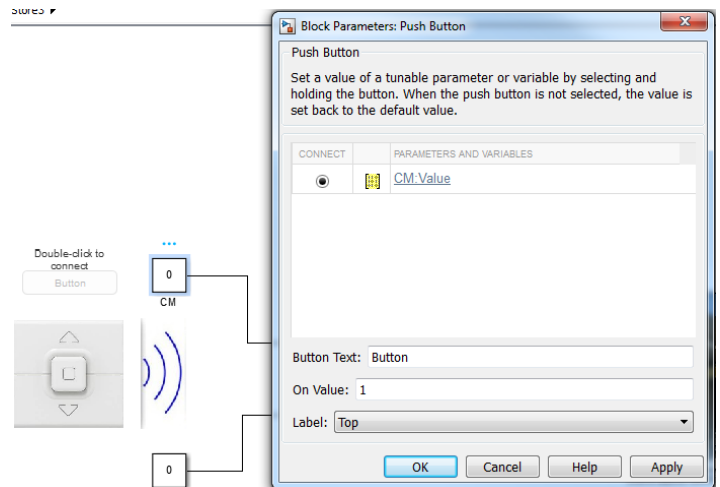 Store3
Block Parameters: Push Button
Push Button
Set a value of a tunable parameter or variable by selecting and
holding the button. When the push button is not selected, the value is
set back to the default value.
CONNECT PARAMETERS AND VARIABLES
CM:Value
Double-click to
connect
Button
0
CM
Button Text: Button
On Value: 1
Label: Top
0
OK Cancel Help Apply